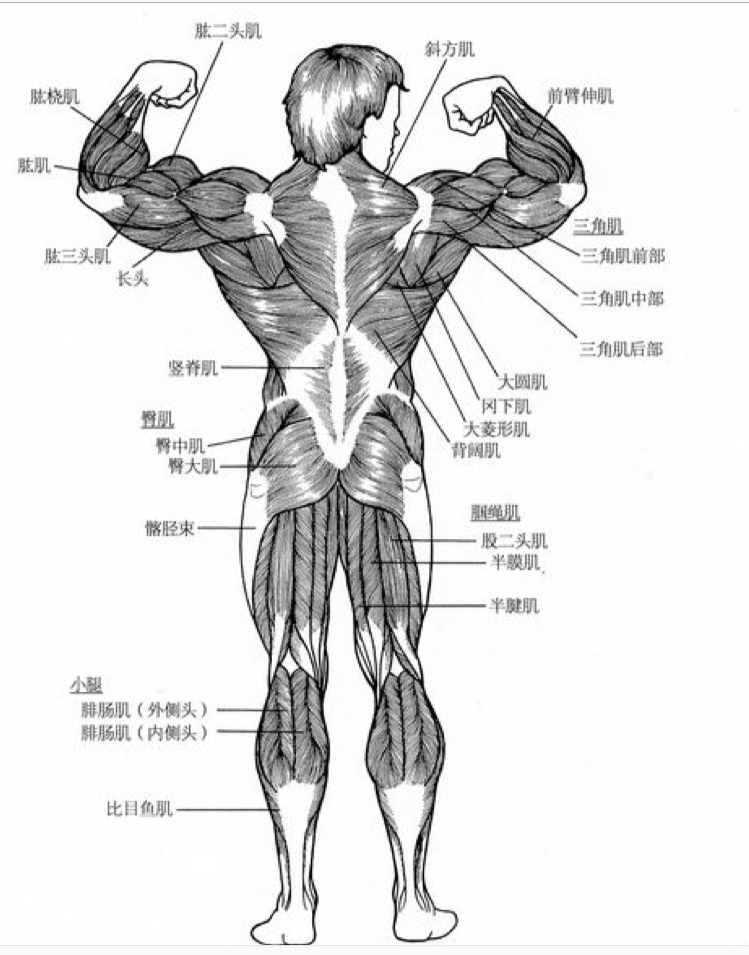 肱二头肌
斜方肌
肱桡肌
前臂伸肌
肱肌
三角肌
肱三头肌
三角肌前部
长头
三角肌中部
三角肌后部
竖脊肌
大圆肌
冈下肌
臀肌
大菱形肌
臀中肌
背阔肌
臀大肌
腘绳肌
髂胫束
股二头肌
半膜肌
半腱肌
小腿
腓肠肌（外侧头）
腓肠肌（内侧头）
比目鱼肌